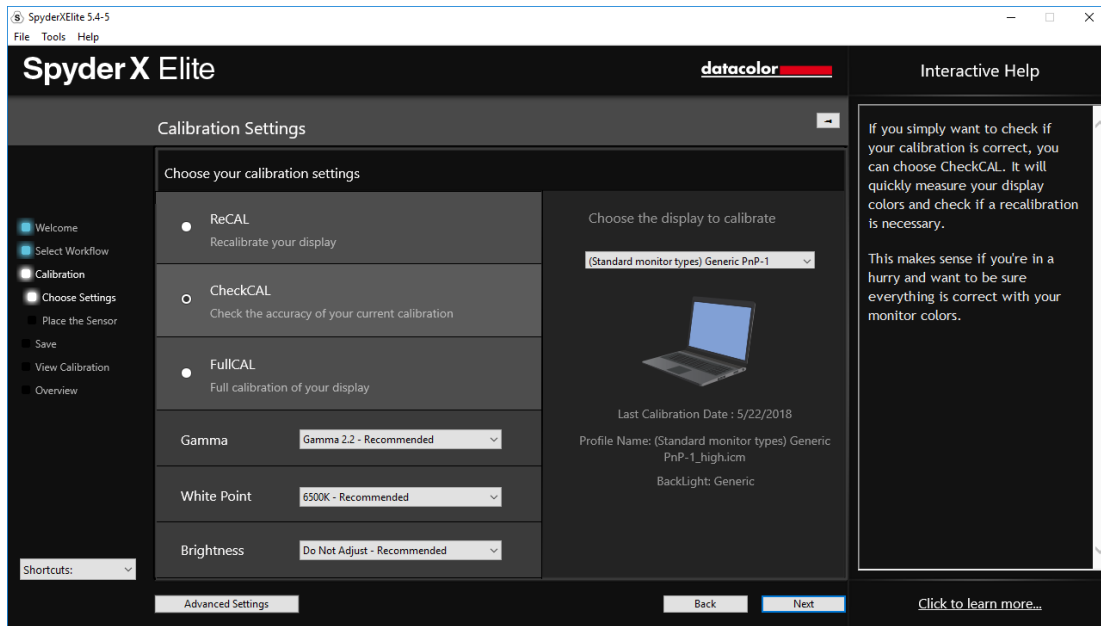 SpyderXElite 5.4-5
File Tools Help
Spyder X Elite
datacolor
Interactive Help
Calibration Settings
Choose your calibration settings
Welcome
Select Workflow
Calibration
Choose Settings
Place the Sensor
Save
View Calibration
Overview
Shortcuts:
ReCAL
Recalibrate your display
CheckCAL
Check the accuracy of your current calibration
FullCAL
Full calibration of your display
Gamma
Gamma 2.2 - Recommended
White Point
6500K - Recommended
Brightness
Do Not Adjust - Recommended
Choose the display to calibrate
(Standard monitor types) Generic PnP-1
Last Calibration Date : 5/22/2018
Profile Name: (Standard monitor types) Generic
PnP-1_high.icm
BackLight: Generic
If you simply want to check if
your calibration is correct, you
can choose CheckCAL. It will
quickly measure your display
colors and check if a recalibration
is necessary.
This makes sense if you're in a
hurry and want to be sure
everything is correct with your
monitor colors.
Advanced Settings
Back
Next
Click to learn more...